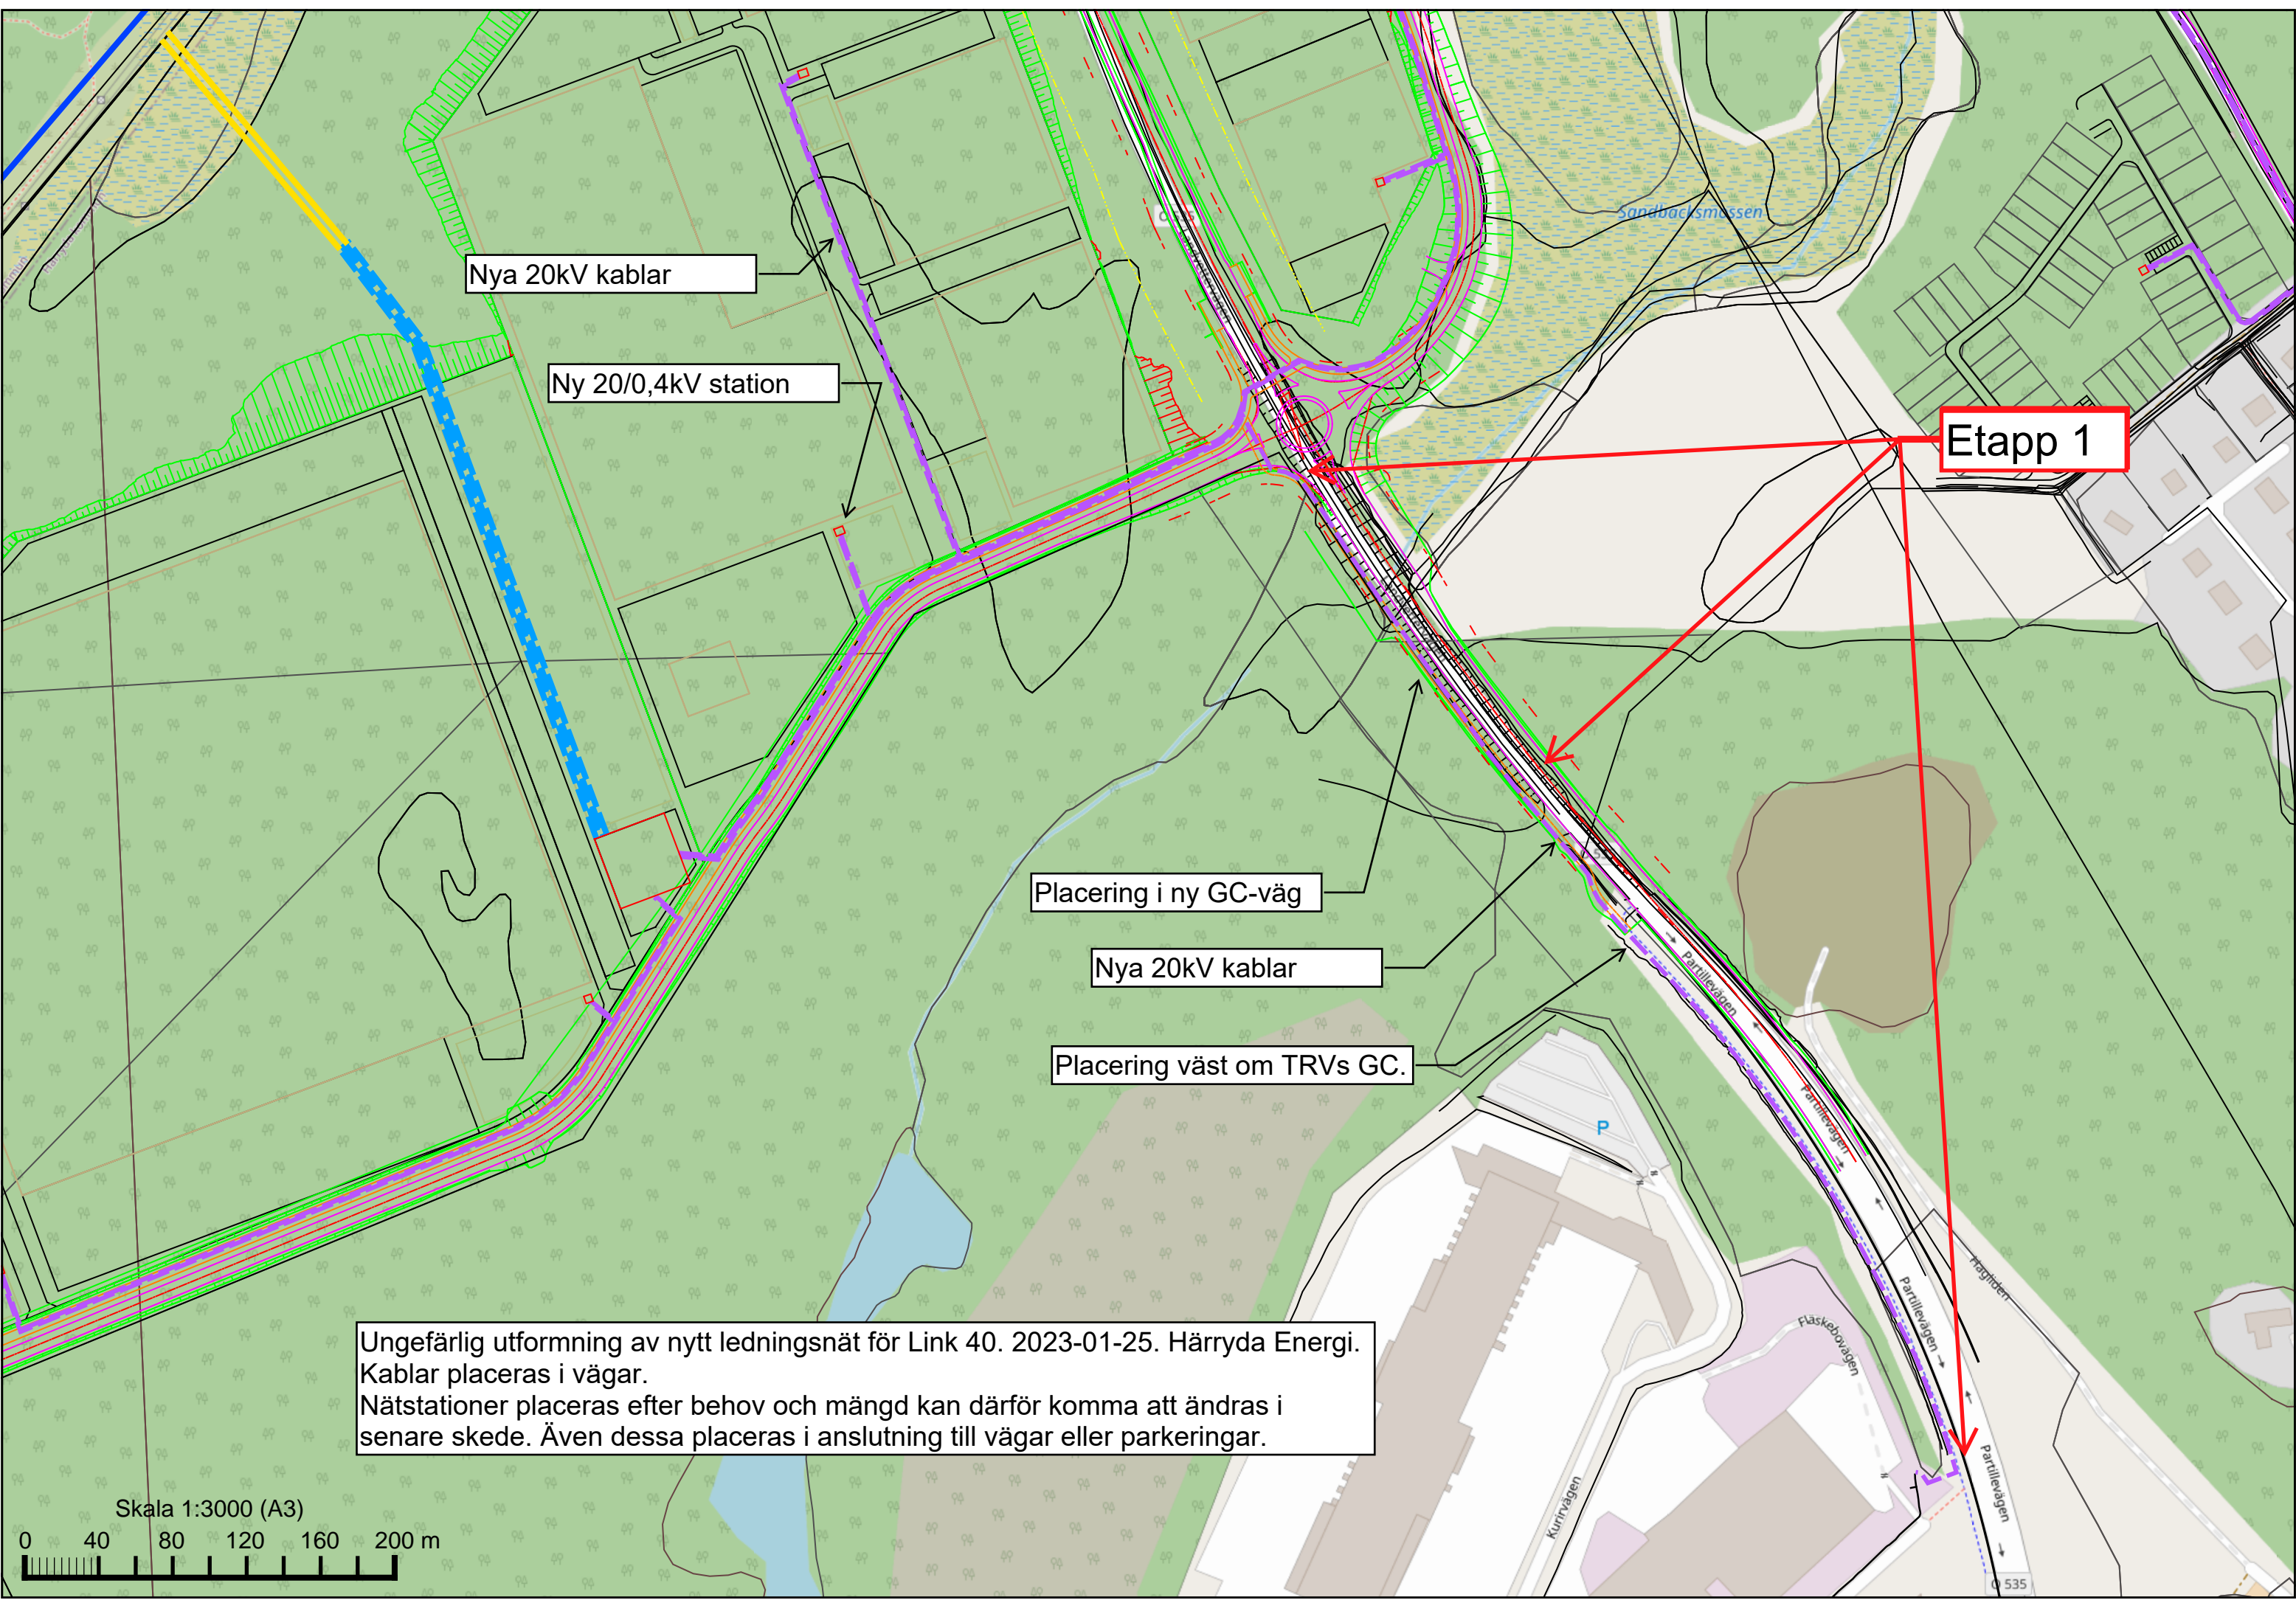 Sandbacksmossen
Nya 20kV kablar
Ny 20/0,4kV station
Etapp 1
Placering i ny GC-väg
Nya 20kV kablar
Placering väst om TRVs GC.
Partillevägen
Partillevägen
P
Hagliden
Partillevägen
Fläskebovägen
Ungefärlig utformning av nytt ledningsnät för Link 40. 2023-01-25. Härryda Energi.
Kablar placeras i vägar.
Nätstationer placeras efter behov och mängd kan därför komma att ändras i
senare skede. Även dessa placeras i anslutning till vägar eller parkeringar.
Kurirvägen
Partillevägen
Skala 1:3000 (A3)
0 40 80 120 160 200 m
O 535